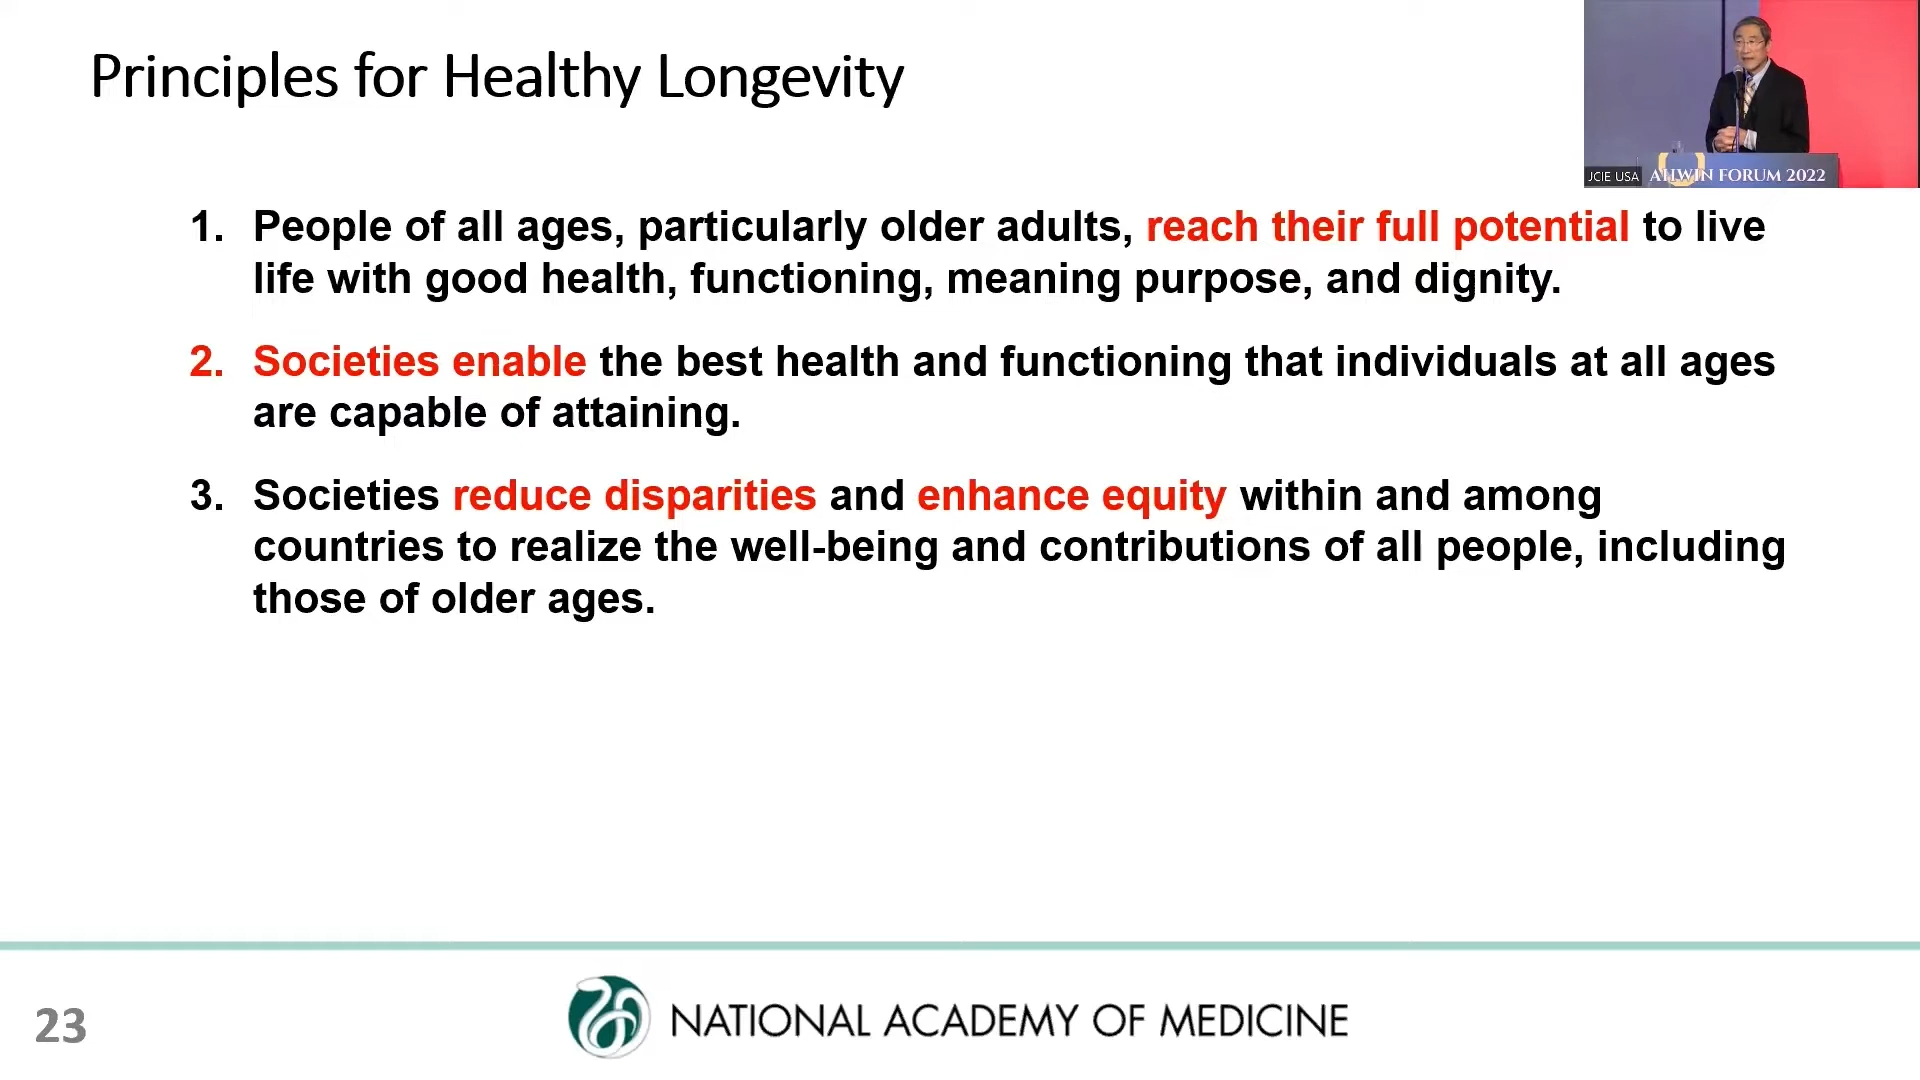 Principles for Healthy Longevity
JCIE USA
AHWIN FORUM 2022
1. People of all ages, particularly older adults, reach their full potential to live
life with good health, functioning, meaning purpose, and dignity.
2. Societies enable the best health and functioning that individuals at all ages
are capable of attaining.
3. Societies reduce disparities and enhance equity within and among
countries to realize the well-being and contributions of all people, including
those of older ages.
23
NATIONAL ACADEMY OF MEDICINE